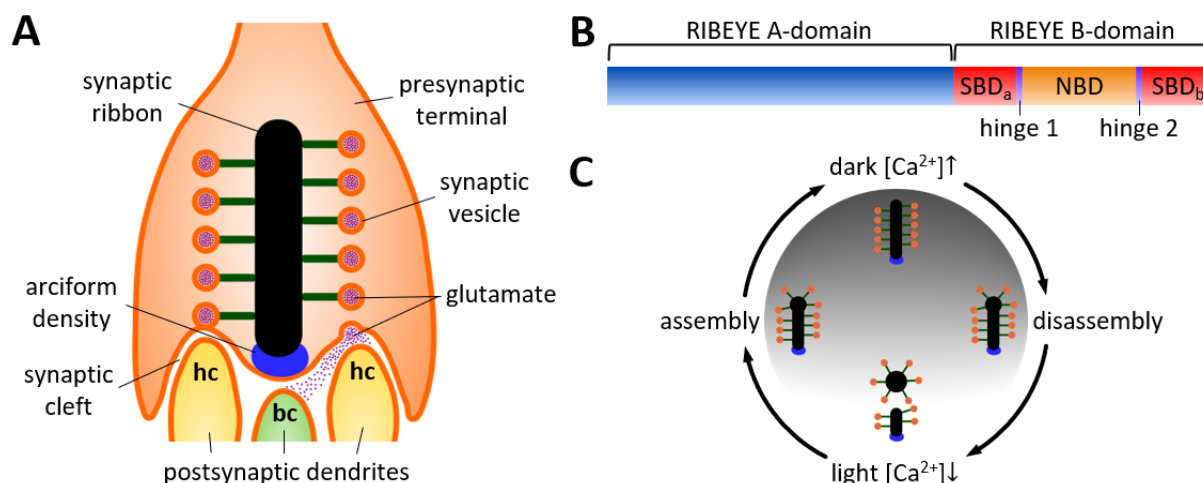 A
synaptic
ribbon
presynaptic
terminal
synaptic
vesicle
arciform
density
glutamate
synaptic
cleft
hc
hc
bc
postsynaptic dendrites
B
RIBEYE A-domain
RIBEYE B-domain
SBDa
NBD
SBDb
hinge 1
hinge 2
C
dark [Ca2+]↑
assembly
disassembly
light [Ca2+]↓